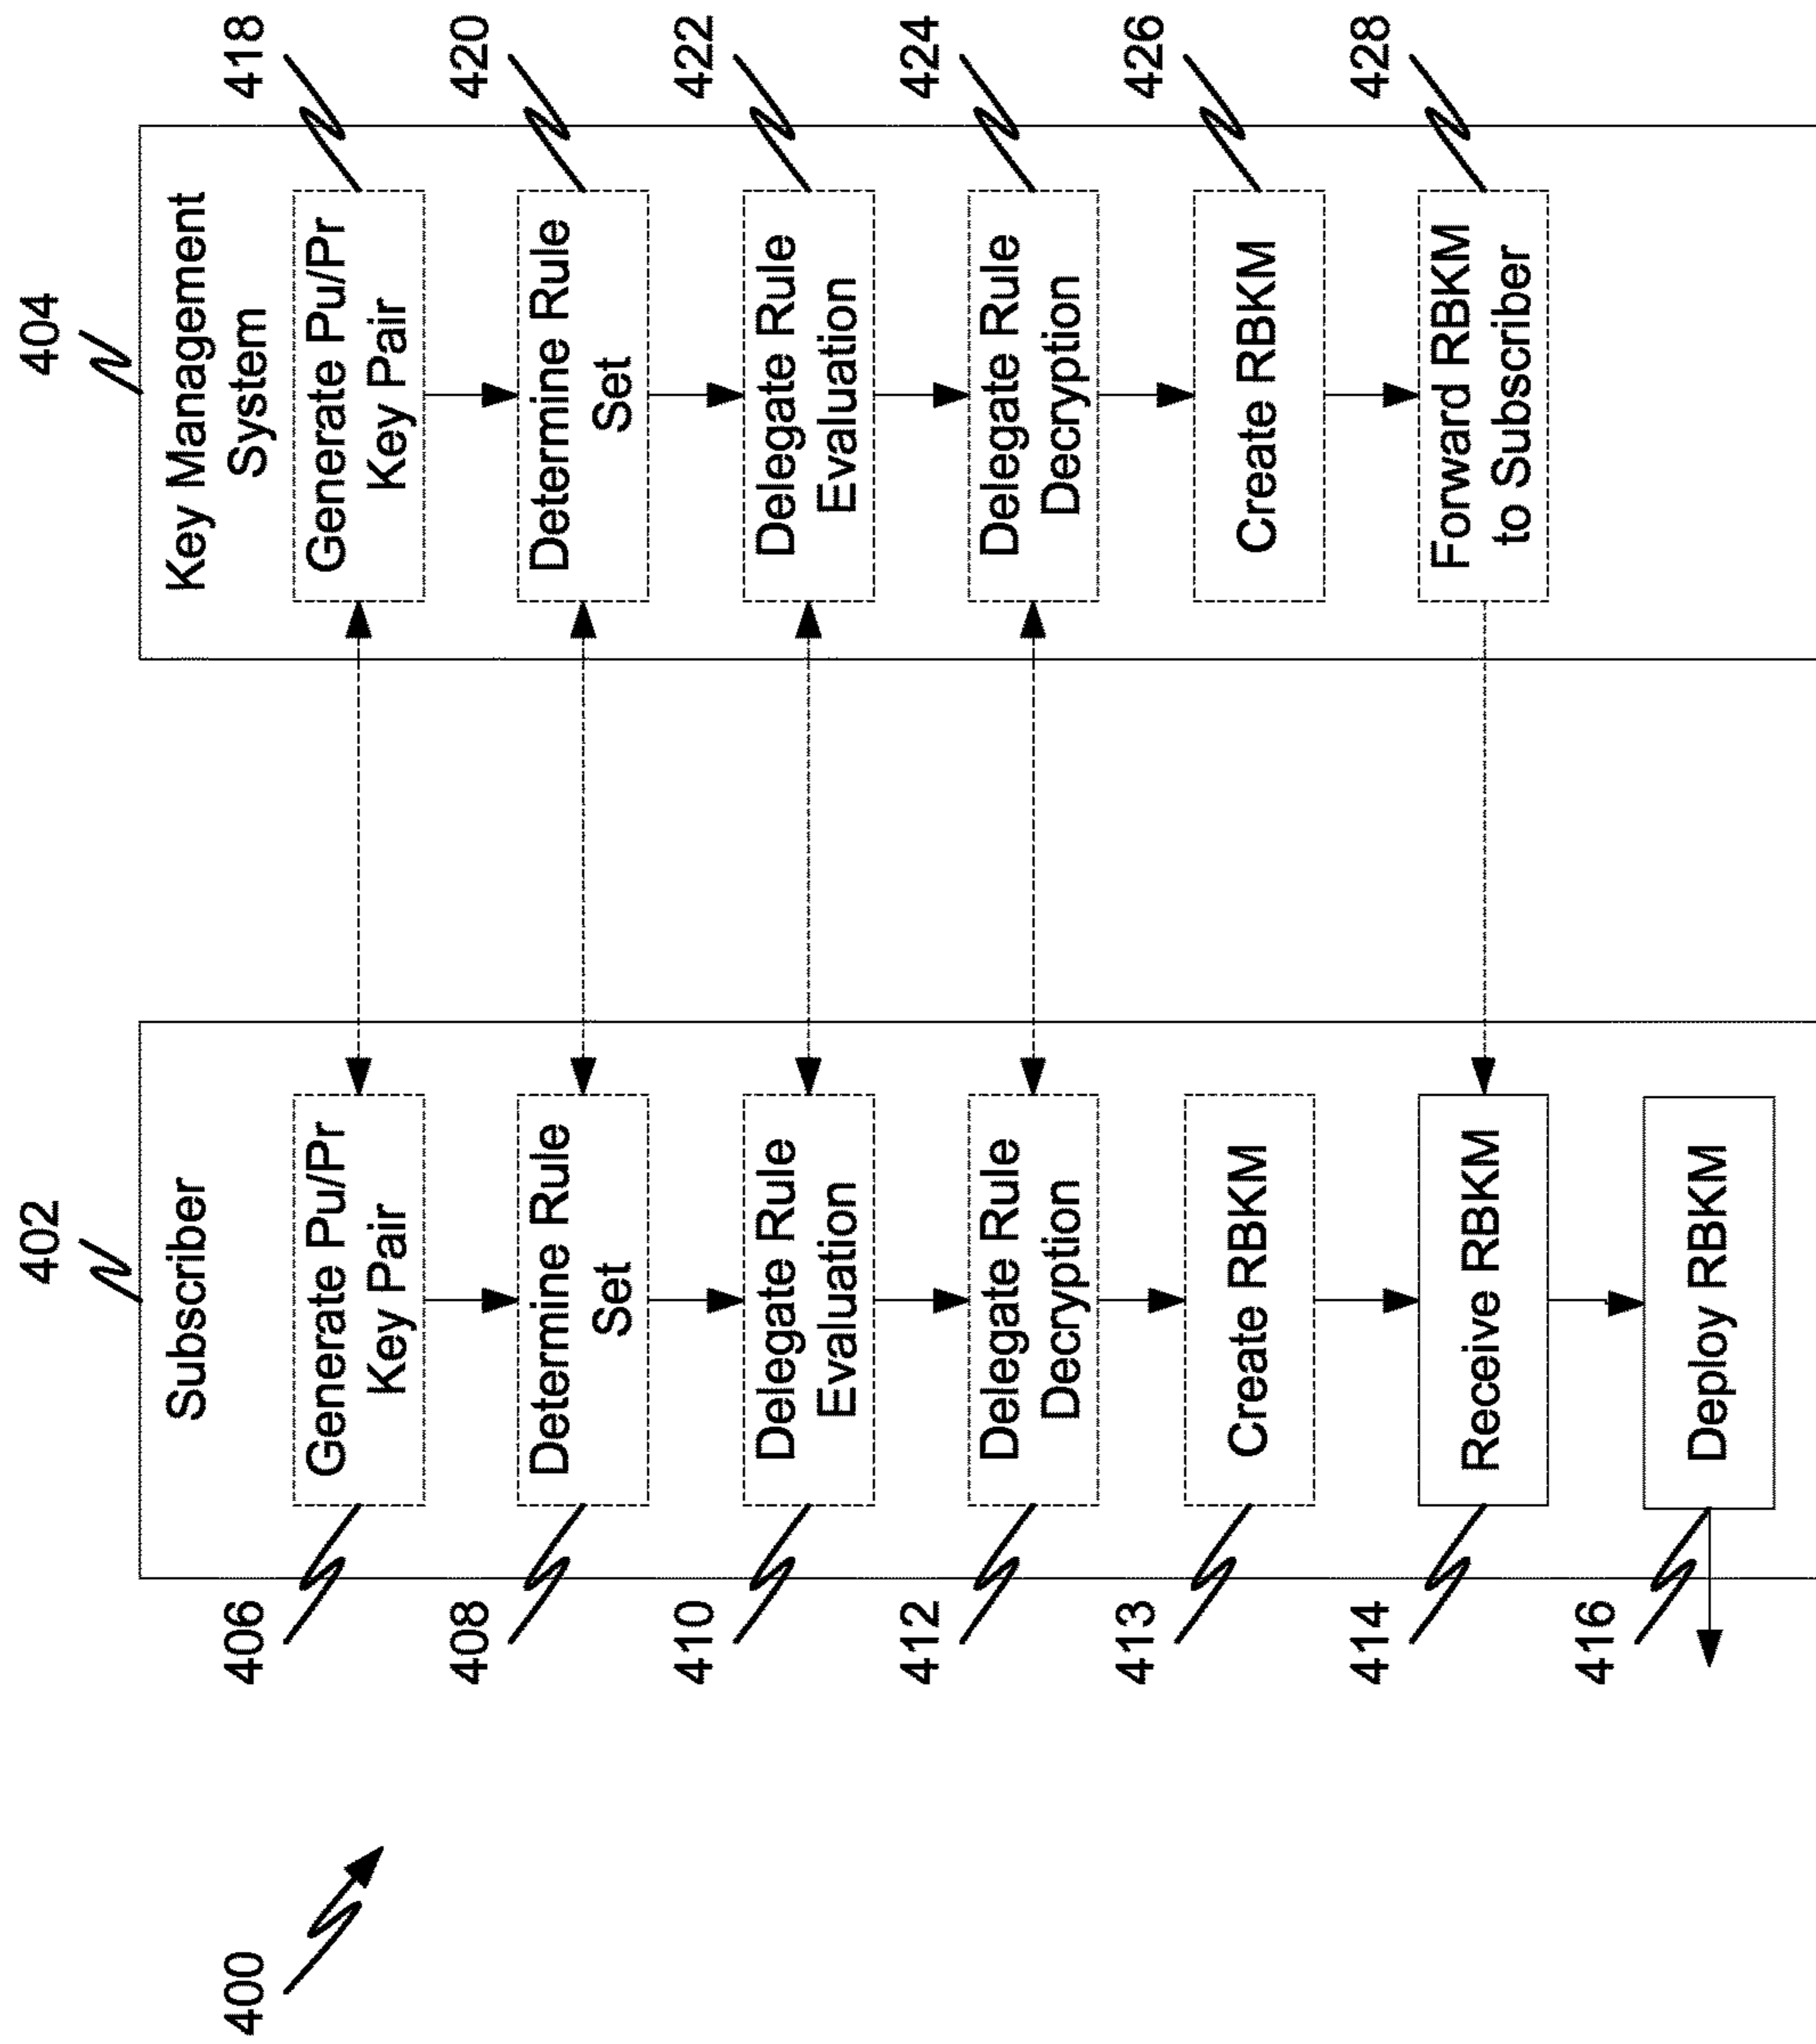 400
402
Subscriber
406
Generate Pu/Pr
Key Pair
408
Determine Rule
Set
410
Delegate Rule
Evaluation
412
Delegate Rule
Decryption
413
Create RBKM
414
Receive RBKM
416
Deploy RBKM
404
Key Management
System
Generate Pu/Pr
Key Pair
418
Determine Rule
Set
420
Delegate Rule
Evaluation
422
Delegate Rule
Decryption
424
Create RBKM
426
Forward RBKM
to Subscriber
428